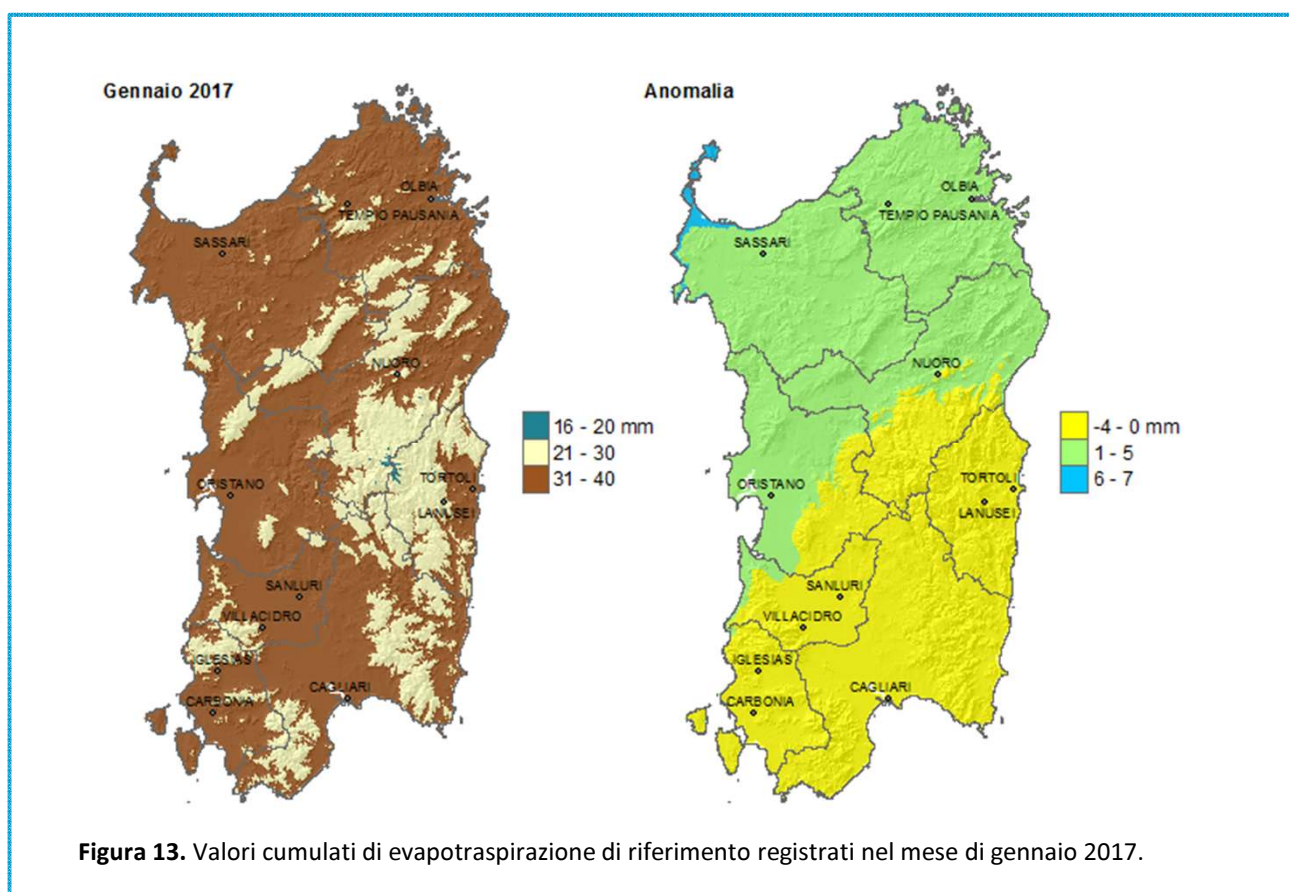 Gennaio 2017
OLBIA
TEMPIO PAUSANIA
SASSARI
NUORO
ORISTANO
TORTOLI
LANUSEI
SANLURI
VILLACIDRO
IGLESIAS
CAGLIARI
CARBONIA
16 - 20 mm
21 - 30
31 - 40
Anomalia
OLBIA
TEMPIO PAUSANIA
SASSARI
NUORO
ORISTANO
TORTOLI
LANUSEI
SANLURI
VILLACIDRO
IGLESIAS
CAGLIARI
CARBONIA
-4 - 0 mm
1 - 5
6 - 7
Figura 13. Valori cumulati di evapotraspirazione di riferimento registrati nel mese di gennaio 2017.